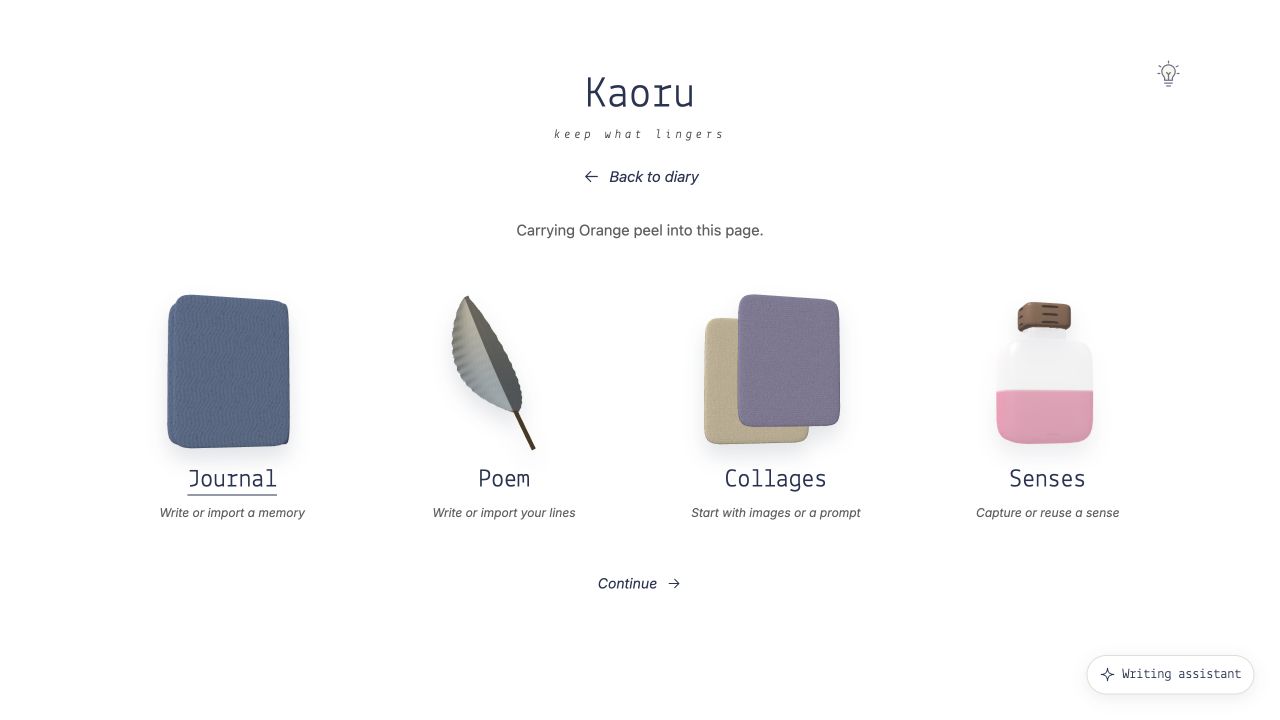 Kaoru
keep what lingers
← Back to diary
Carrying Orange peel into this page.
Journal
Write or import a memory
Poem
Write or import your lines
Collages
Start with images or a prompt
Senses
Capture or reuse a sense
Continue →
Writing assistant